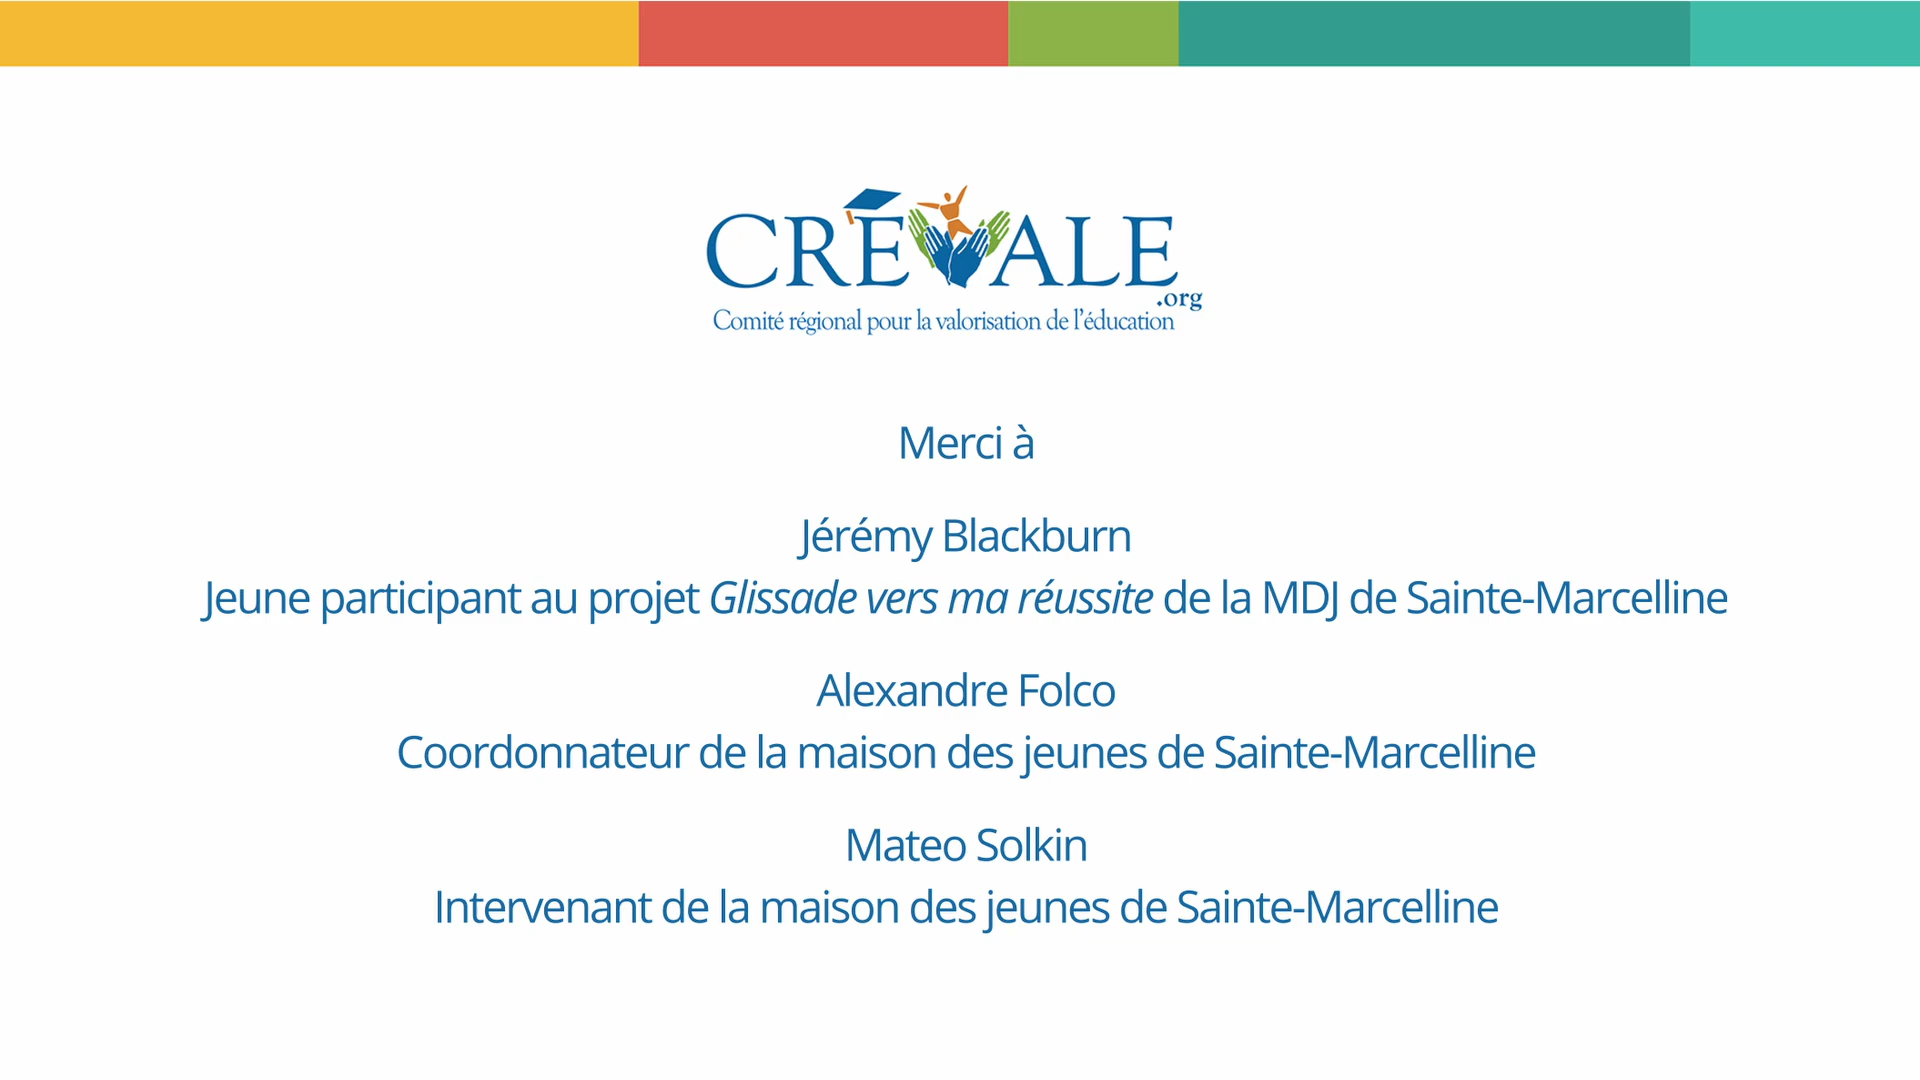 CRÉVALE
.org
Comité régional pour la valorisation de l'éducation
Merci à
Jérémy Blackburn
Jeune participant au projet Glissade vers ma réussite de la MDJ de Sainte-Marcelline
Alexandre Folco
Coordonnateur de la maison des jeunes de Sainte-Marcelline
Mateo Solkin
Intervenant de la maison des jeunes de Sainte-Marcelline